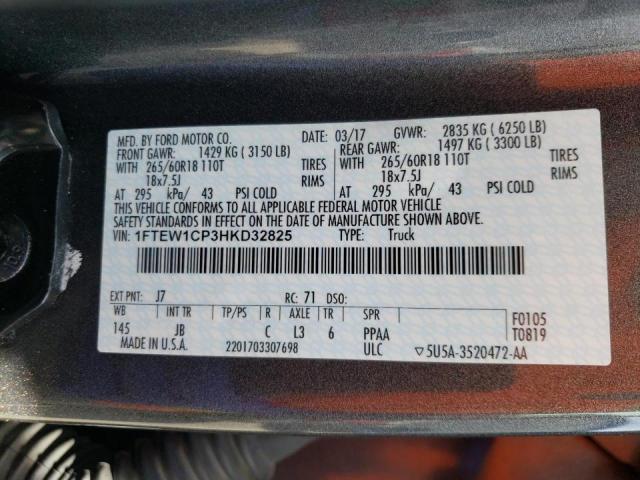 MFD. BY FORD MOTOR CO. DATE: 03/17 GVWR: 2835 KG ( 6250 LB)
FRONT GAWR: 1429 KG ( 3150 LB) REAR GAWR: 1497 KG ( 3300 LB)
WITH 265/60R18 110T TIRES WITH 265/60R18 110T TIRES
18x7.5J RIMS 18x7.5J RIMS
AT 295 kPa/ 43 PSI COLD AT 295 kPa/ 43 PSI COLD
THIS VEHICLE CONFORMS TO ALL APPLICABLE FEDERAL MOTOR VEHICLE
SAFETY STANDARDS IN EFFECT ON THE DATE OF MANUFACTURE SHOWN ABOVE.
VIN: 1FTEW1CP3HKD32825 TYPE: Truck
EXT PNT: J7 RC: 71 DSO:
WB INT TR TP/PS R AXLE TR SPR F0105
145 JB C L3 6 PPAA T0819
MADE IN U.S.A. 2201703307698 ULC ▽5U5A-3520472-AA